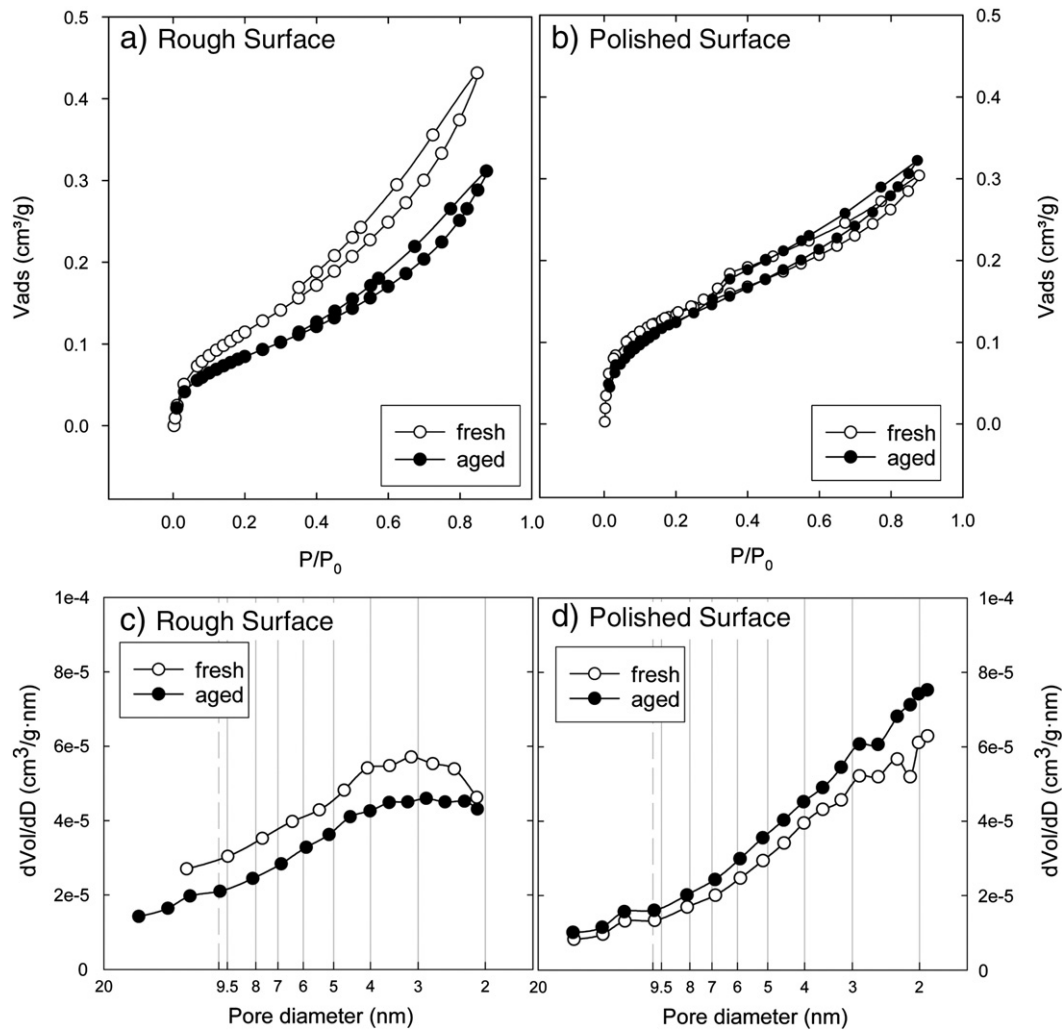 a) Rough Surface
0.5
0.4
0.3
0.2
0.1
0.0
Vads (cm³/g)
fresh
aged
0.0 0.2 0.4 0.6 0.8
P/P₀
b) Polished Surface
0.5
0.4
0.3
0.2
0.1
0.0
Vads (cm³/g)
fresh
aged
0.0 0.2 0.4 0.6 0.8 1.0
P/P₀
c) Rough Surface
1e-4
8e-5
6e-5
4e-5
2e-5
0
dVol/dD (cm³/g·nm)
fresh
aged
20 9.5 8 7 6 5 4 3 2
Pore diameter (nm)
d) Polished Surface
1e-4
8e-5
6e-5
4e-5
2e-5
0
dVol/dD (cm³/g·nm)
fresh
aged
20 9.5 8 7 6 5 4 3 2
Pore diameter (nm)